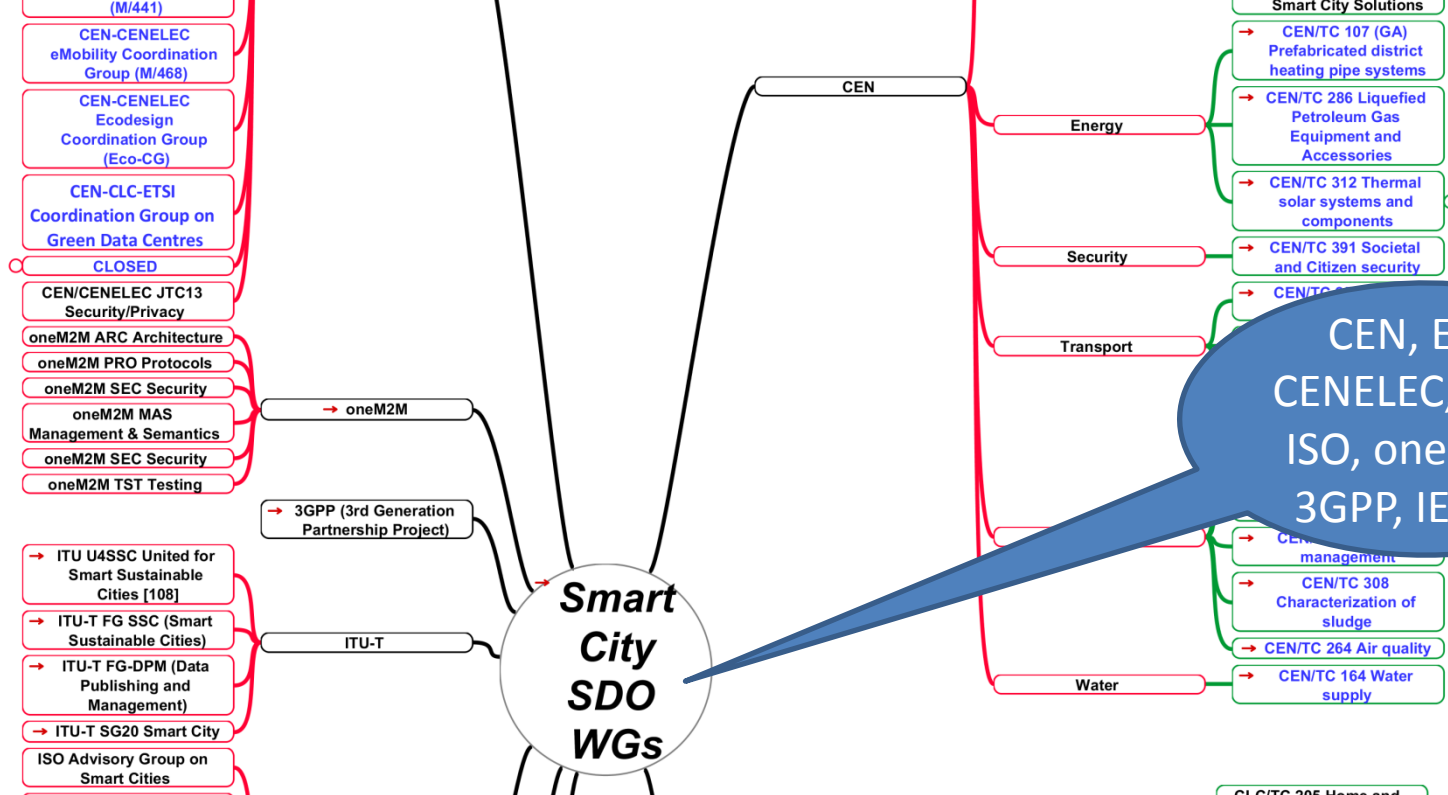 (M/441)
CEN-CENELEC
eMobility Coordination
Group (M/468)
CEN-CENELEC
Ecodesign
Coordination Group
(Eco-CG)
CEN-CLC-ETSI
Coordination Group on
Green Data Centres
CLOSED
CEN/CENELEC JTC13
Security/Privacy
oneM2M ARC Architecture
oneM2M PRO Protocols
oneM2M SEC Security
oneM2M MAS
Management & Semantics
oneM2M SEC Security
oneM2M TST Testing
→ oneM2M
→ 3GPP (3rd Generation
Partnership Project)
→ ITU U4SSC United for
Smart Sustainable
Cities [108]
→ ITU-T FG SSC (Smart
Sustainable Cities)
→ ITU-T FG-DPM (Data
Publishing and
Management)
→ ITU-T SG20 Smart City
ITU-T
ISO Advisory Group on
Smart Cities
→ Smart
City
SDO
WGs
CEN
Smart City Solutions
Energy
→ CEN/TC 107 (GA)
Prefabricated district
heating pipe systems
→ CEN/TC 286 Liquefied
Petroleum Gas
Equipment and
Accessories
→ CEN/TC 312 Thermal
solar systems and
components
Security
→ CEN/TC 391 Societal
and Citizen security
Transport
→ CEN/TC
CEN, E
CENELEC,
ISO, one
3GPP, IE
→ CEN
management
→ CEN/TC 308
Characterization of
sludge
→ CEN/TC 264 Air quality
Water
→ CEN/TC 164 Water
supply
CLC/TC 205 Home and